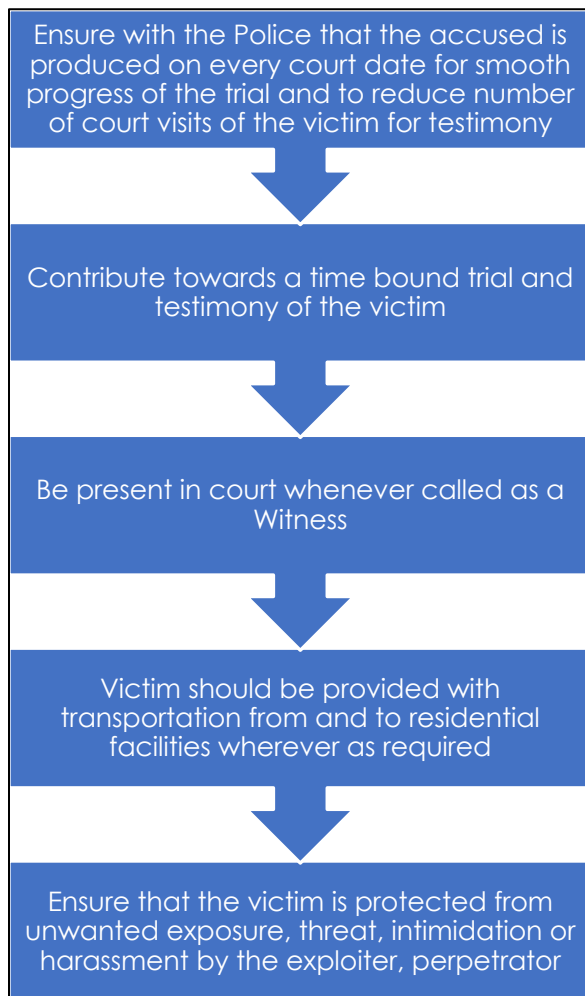 Ensure with the Police that the accused is
produced on every court date for smooth
progress of the trial and to reduce number
of court visits of the victim for testimony
Contribute towards a time bound trial and
testimony of the victim
Be present in court whenever called as a
Witness
Victim should be provided with
transportation from and to residential
facilities wherever as required
Ensure that the victim is protected from
unwanted exposure, threat, intimidation or
harassment by the exploiter, perpetrator